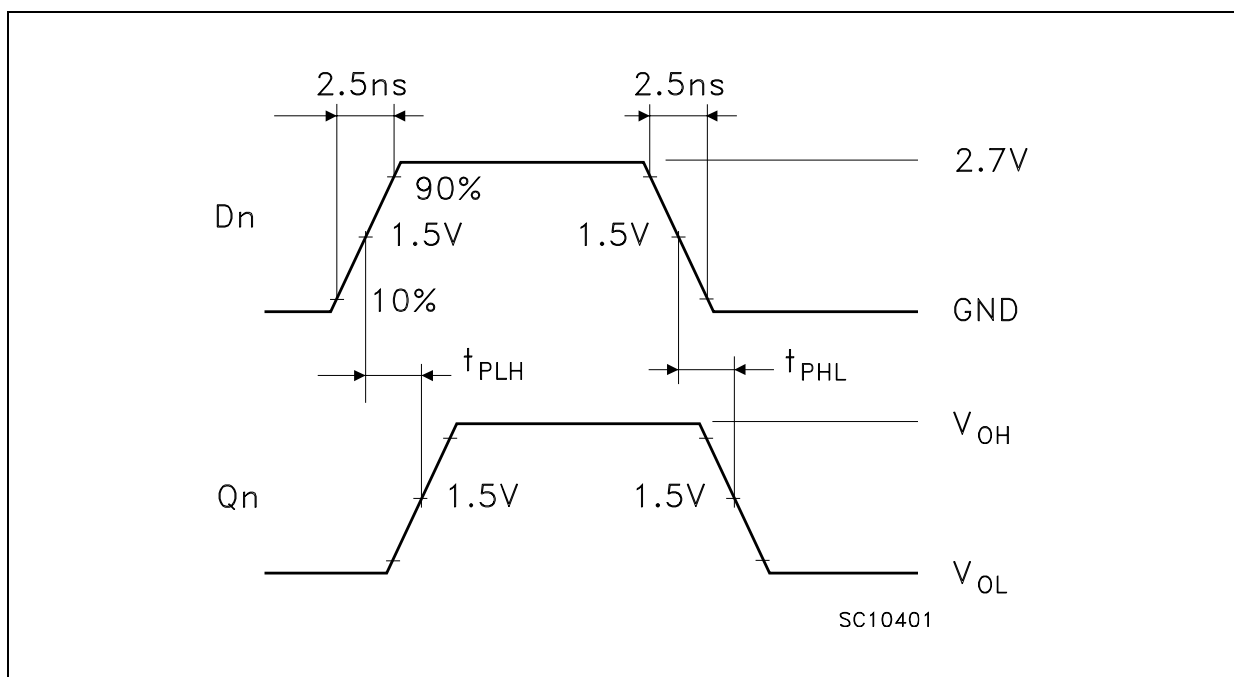 2.5ns 2.5ns
2.7V
90%
Dn 1.5V 1.5V
10%
GND
tPLH tPHL
VOH
Qn 1.5V 1.5V
VOL
SC10401